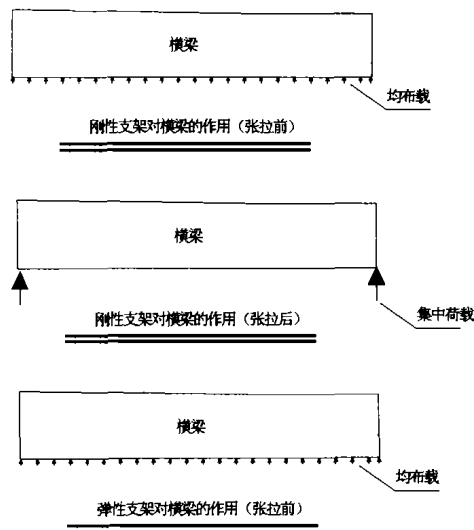 横梁
均布载
刚性支架对横梁的作用（张拉前）
横梁
刚性支架对横梁的作用（张拉后）
集中荷载
横梁
均布载
弹性支架对横梁的作用（张拉前）